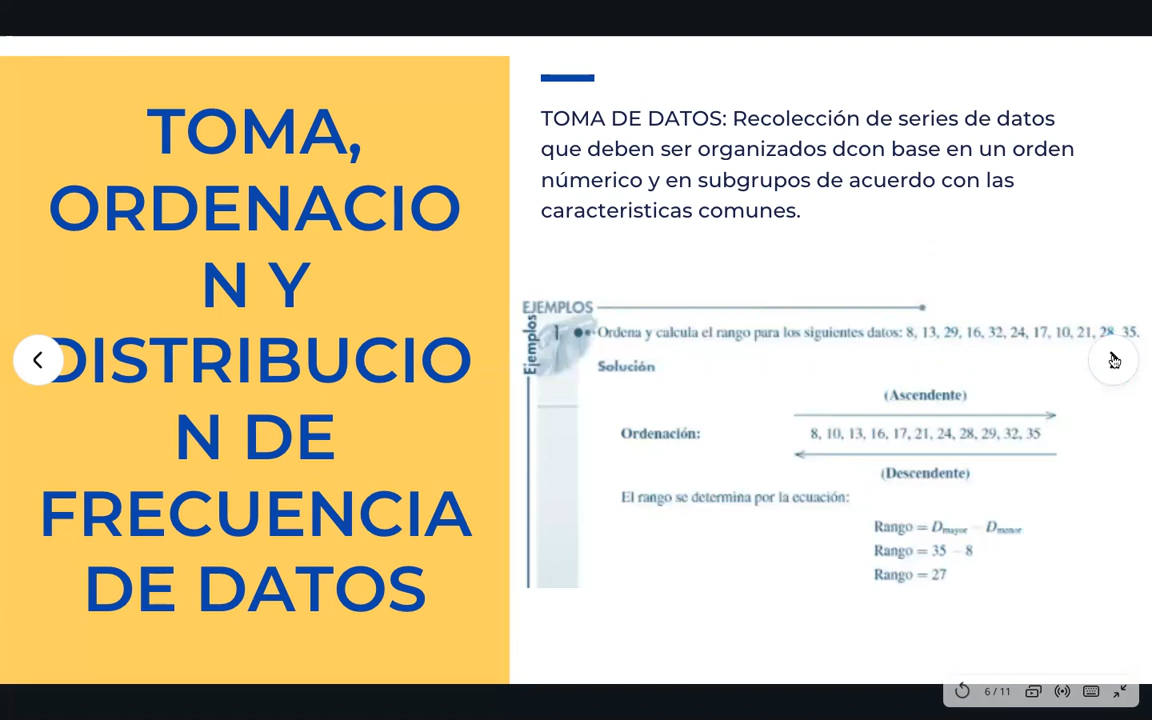 TOMA,
ORDENACIO
N Y
DISTRIBUCIO
N DE
FRECUENCIA
DE DATOS
TOMA DE DATOS: Recolección de series de datos
que deben ser organizados dcon base en un orden
númerico y en subgrupos de acuerdo con las
caracteristicas comunes.
EJEMPLOS
Ejemplos
1 Ordena y calcula el rango para los siguientes datos: 8, 13, 29, 16, 32, 24, 17, 10, 21, 28, 35.
Solución
(Ascendente)
Ordenación: 8, 10, 13, 16, 17, 21, 24, 28, 29, 32, 35
(Descendente)
El rango se determina por la ecuación:
Rango = Dmayor − Dmenor
Rango = 35 − 8
Rango = 27
6 / 11